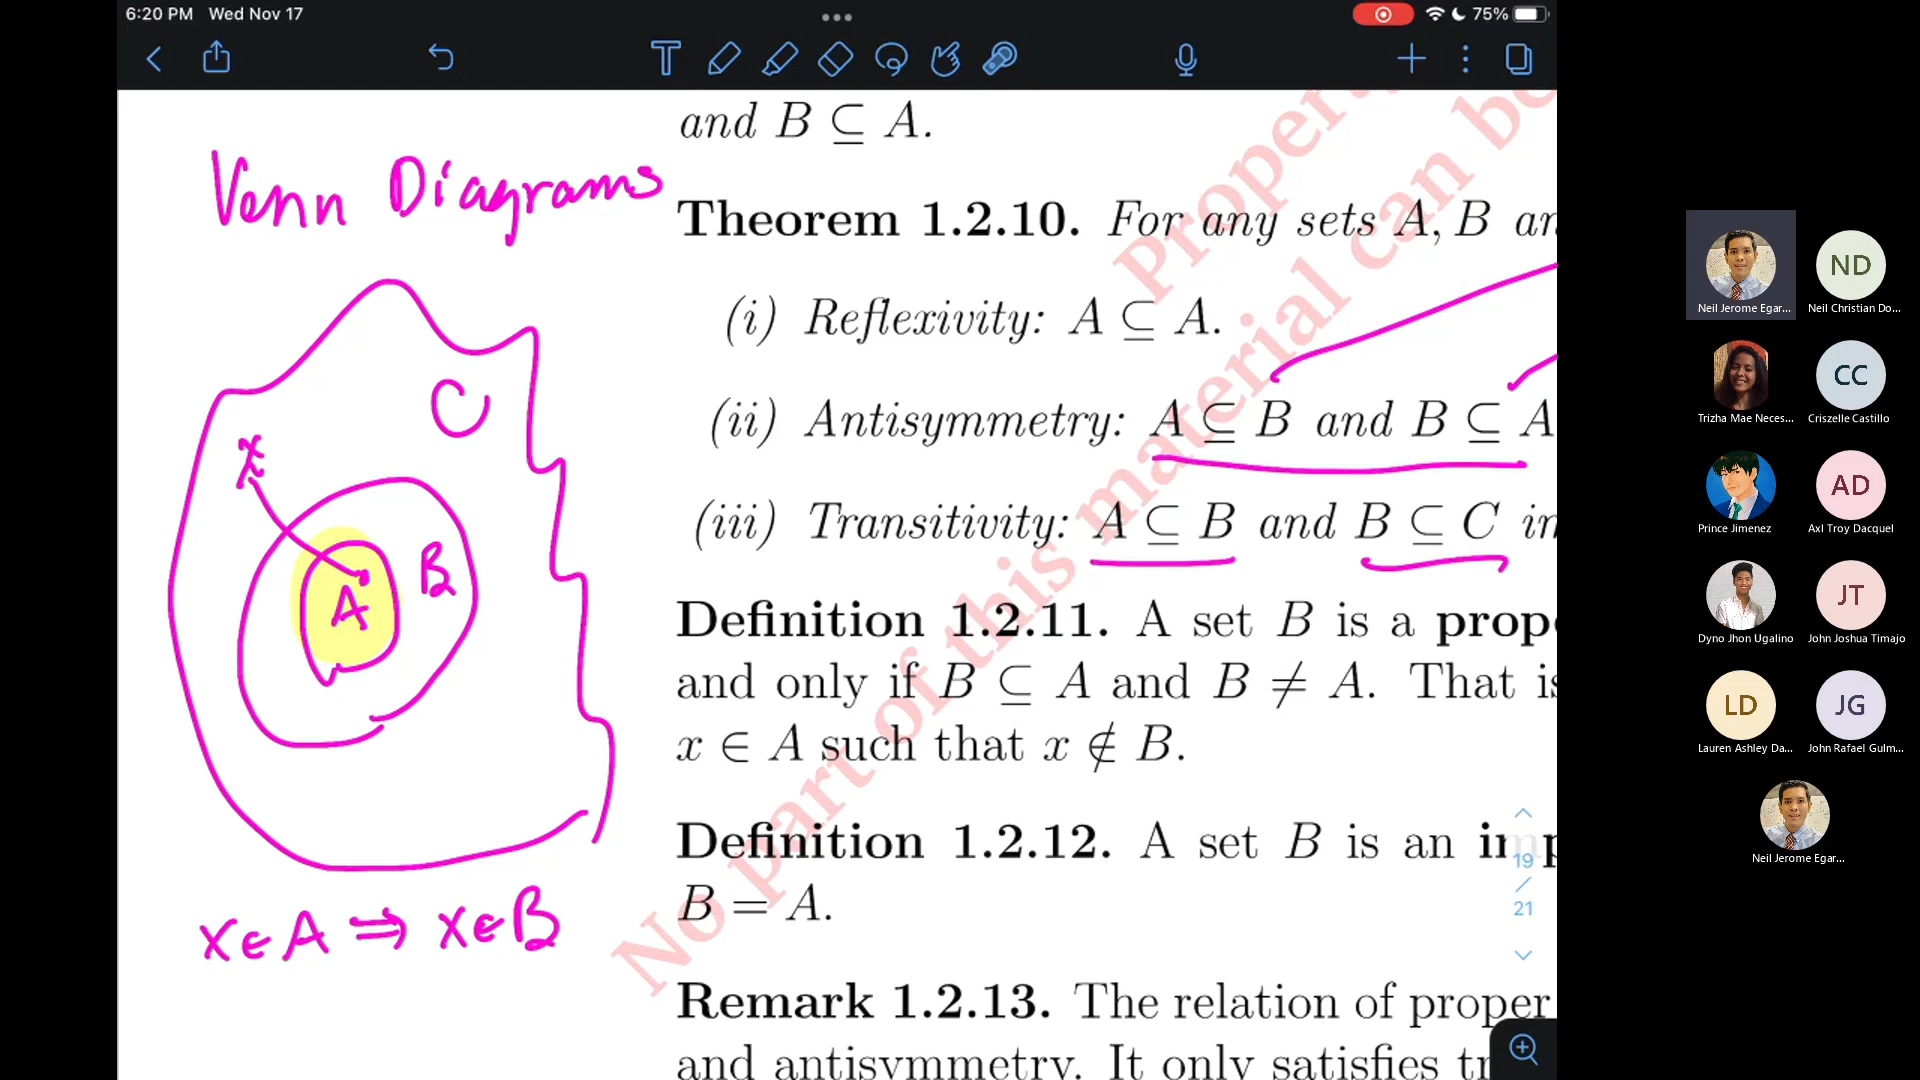 6:20 PM Wed Nov 17
75%
and B ⊆ A.
Venn Diagrams
Theorem 1.2.10. For any sets A, B an
(i) Reflexivity: A ⊆ A.
(ii) Antisymmetry: A ⊆ B and B ⊆ A
(iii) Transitivity: A ⊆ B and B ⊆ C in
C
x
B
A
Definition 1.2.11. A set B is a prop
and only if B ⊆ A and B ≠ A. That is
x ∈ A such that x ∉ B.
Definition 1.2.12. A set B is an imp
B = A.
x ∈ A ⇒ x ∈ B
Remark 1.2.13. The relation of proper
and antisymmetry. It only satisfies tr
19
/
21
No part of this material can be
Propert
Neil Jerome Egar...
ND
Neil Christian Do...
Trizha Mae Neces...
CC
Criszelle Castillo
Prince Jimenez
AD
Axl Troy Dacquel
Dyno Jhon Ugalino
JT
John Joshua Timajo
LD
Lauren Ashley Da...
JG
John Rafael Gulm...
Neil Jerome Egar...